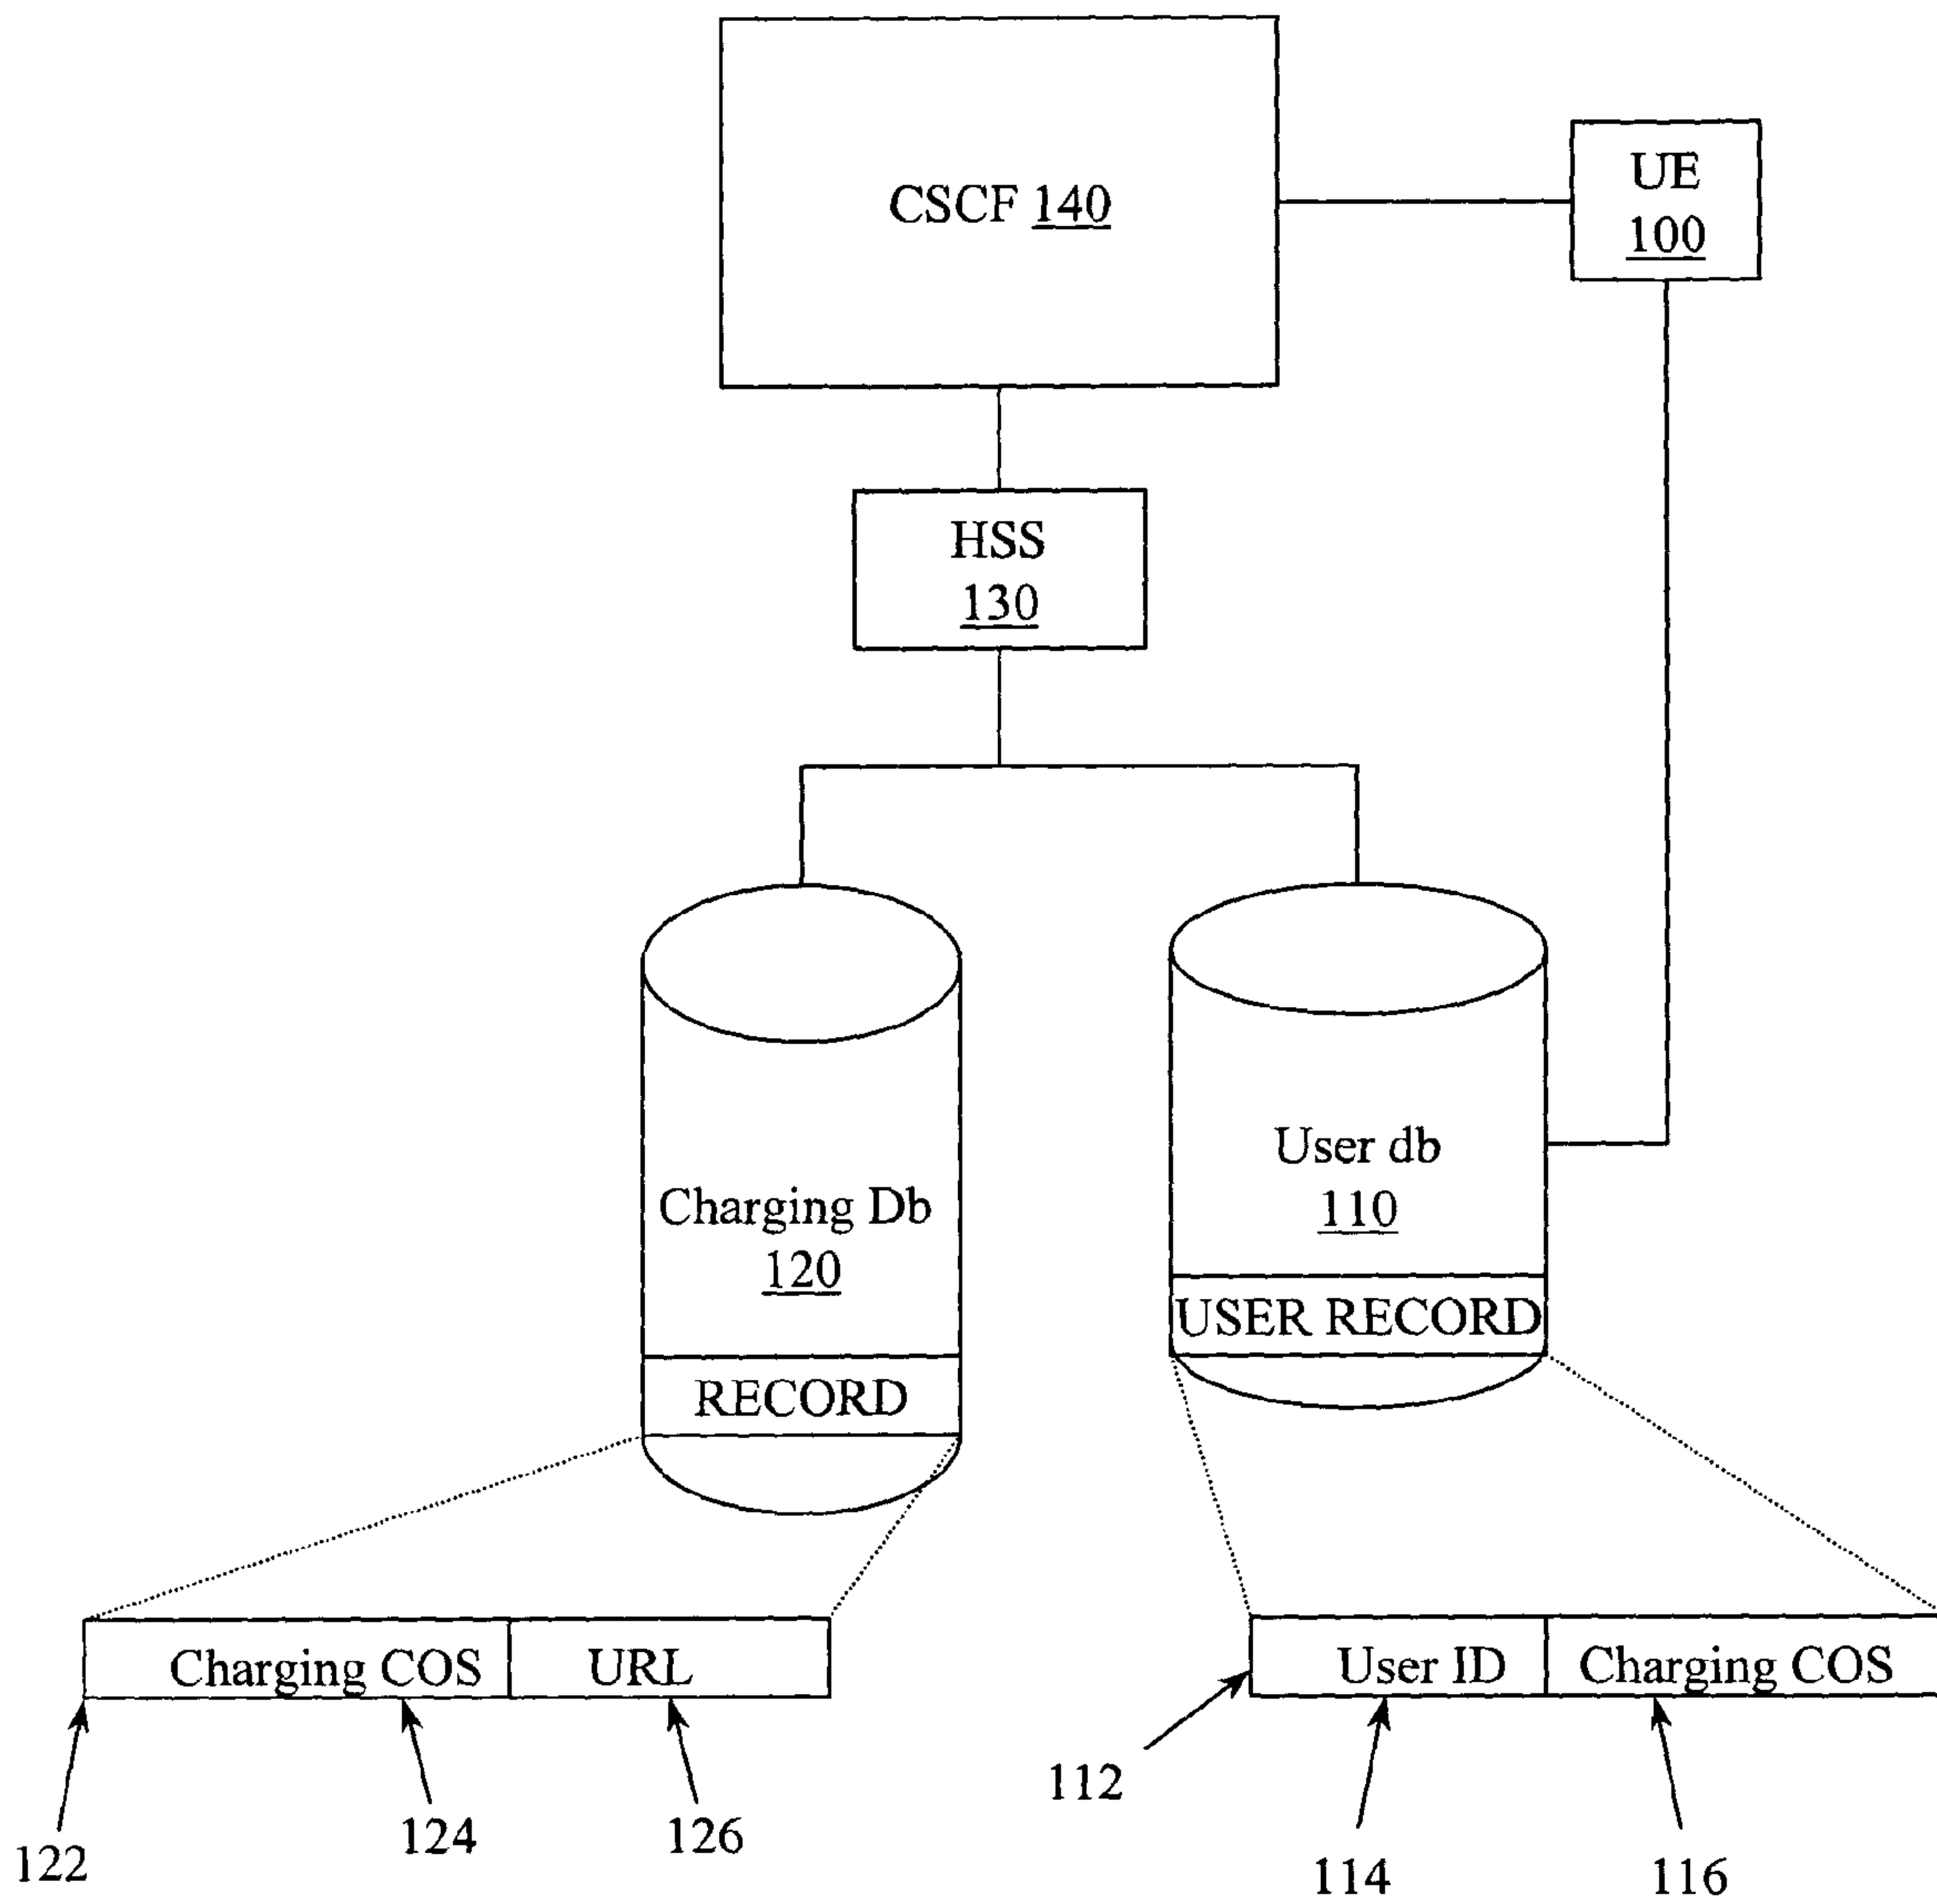 CSCF 140
UE
100
HSS
130
User db
110
Charging Db
120
USER RECORD
RECORD
Charging COS
URL
User ID
Charging COS
112
122
124
126
114
116